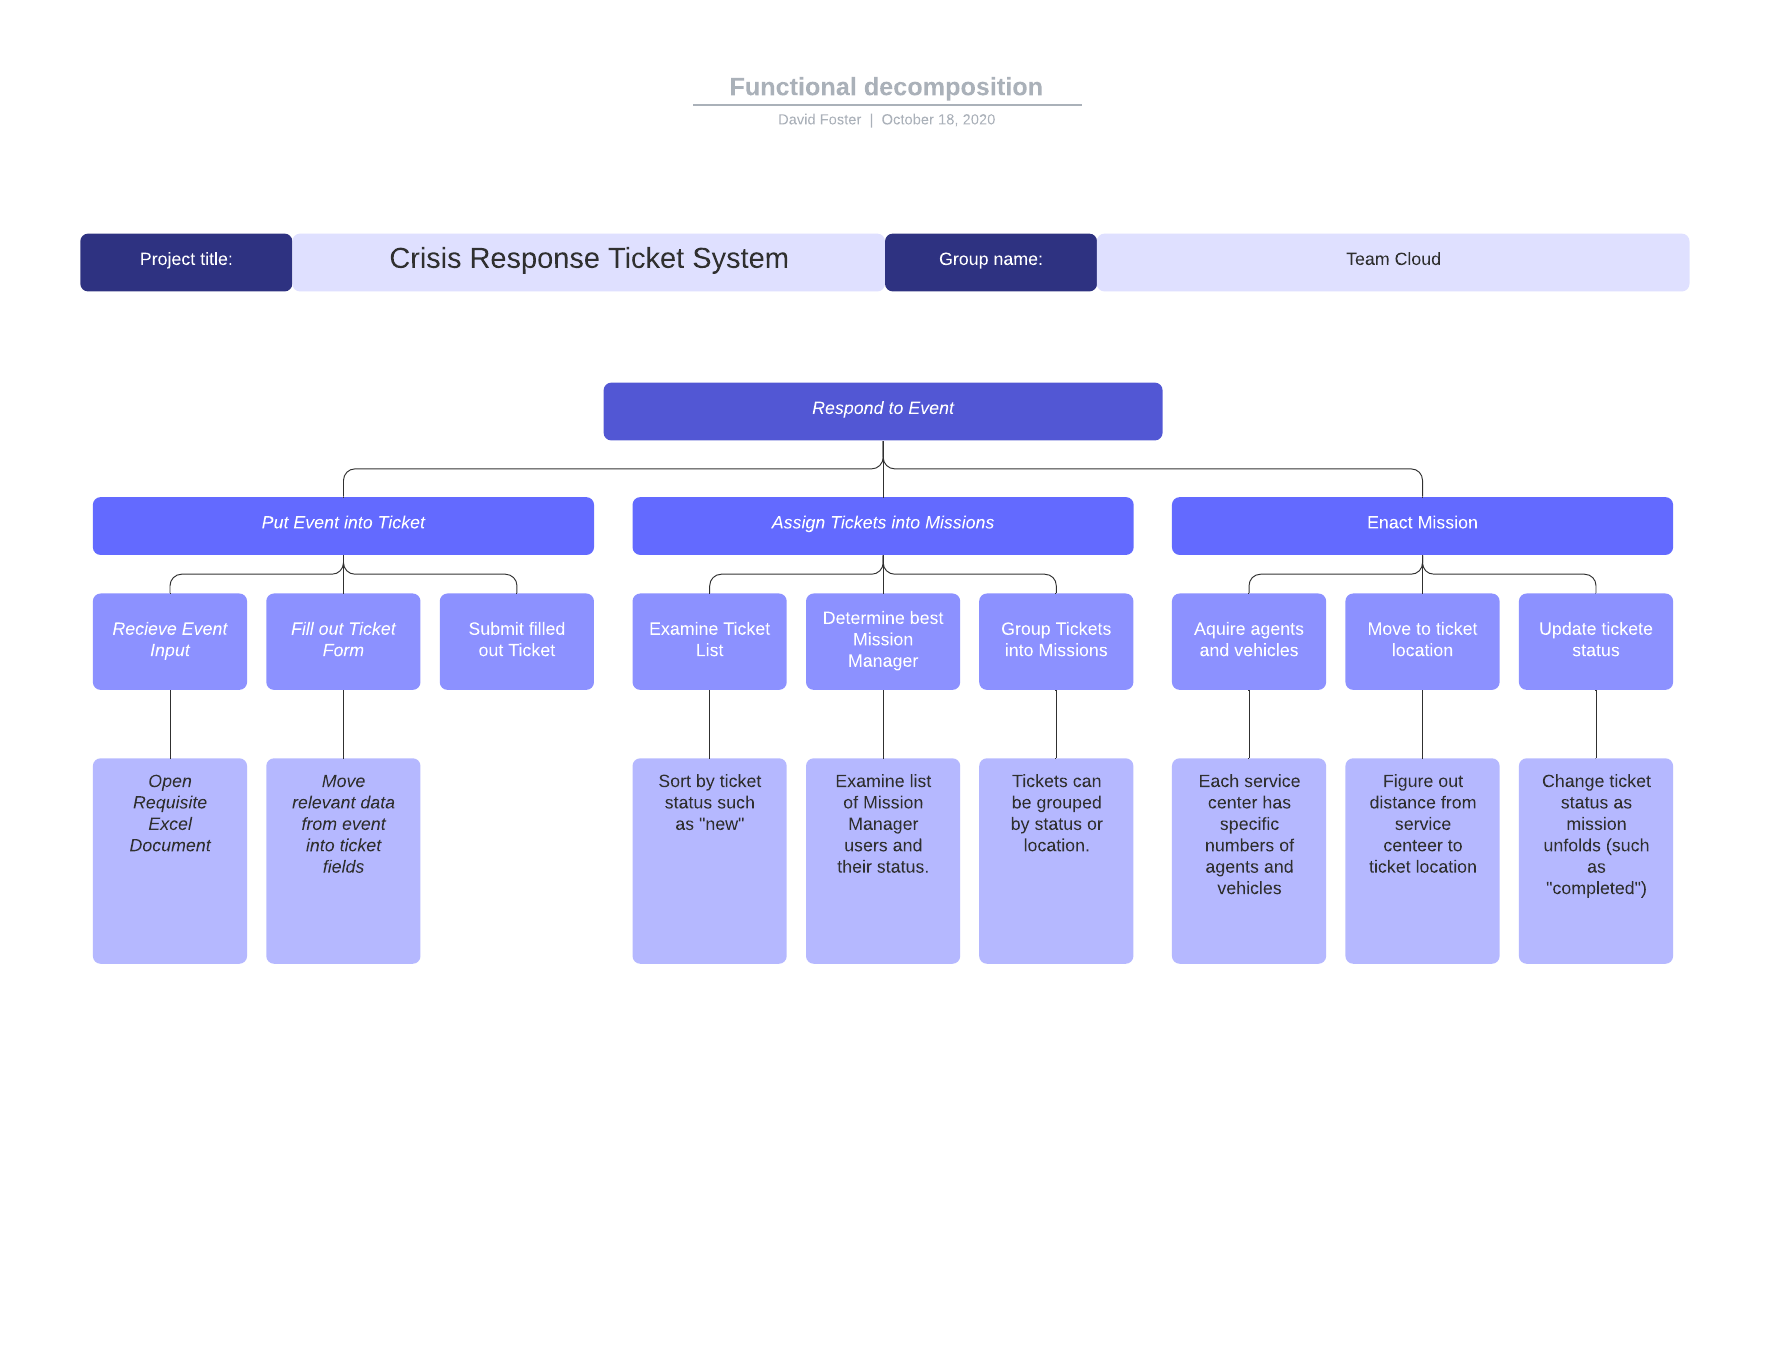 Functional decomposition
David Foster | October 18, 2020
Project title:
Crisis Response Ticket System
Group name:
Team Cloud
Respond to Event
Put Event into Ticket
Assign Tickets into Missions
Enact Mission
Recieve Event
Input
Fill out Ticket
Form
Submit filled
out Ticket
Examine Ticket
List
Determine best
Mission
Manager
Group Tickets
into Missions
Aquire agents
and vehicles
Move to ticket
location
Update tickete
status
Open
Requisite
Excel
Document
Move
relevant data
from event
into ticket
fields
Sort by ticket
status such
as "new"
Examine list
of Mission
Manager
users and
their status.
Tickets can
be grouped
by status or
location.
Each service
center has
specific
numbers of
agents and
vehicles
Figure out
distance from
service
centeer to
ticket location
Change ticket
status as
mission
unfolds (such
as
"completed")